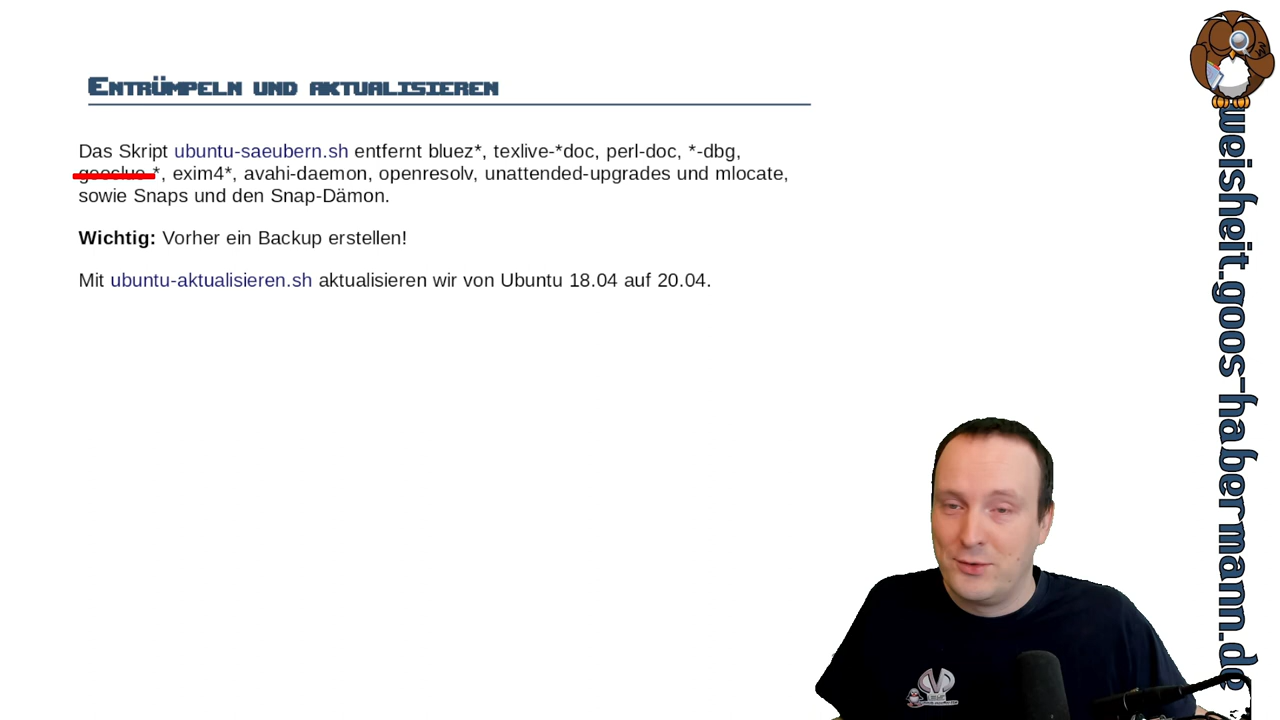 Entrümpeln und aktualisieren
Das Skript ubuntu-saeubern.sh entfernt bluez*, texlive-*doc, perl-doc, *-dbg,
*, exim4*, avahi-daemon, openresolv, unattended-upgrades und mlocate,
sowie Snaps und den Snap-Dämon.
Wichtig: Vorher ein Backup erstellen!
Mit ubuntu-aktualisieren.sh aktualisieren wir von Ubuntu 18.04 auf 20.04.
weisheit.goos-habermann.de